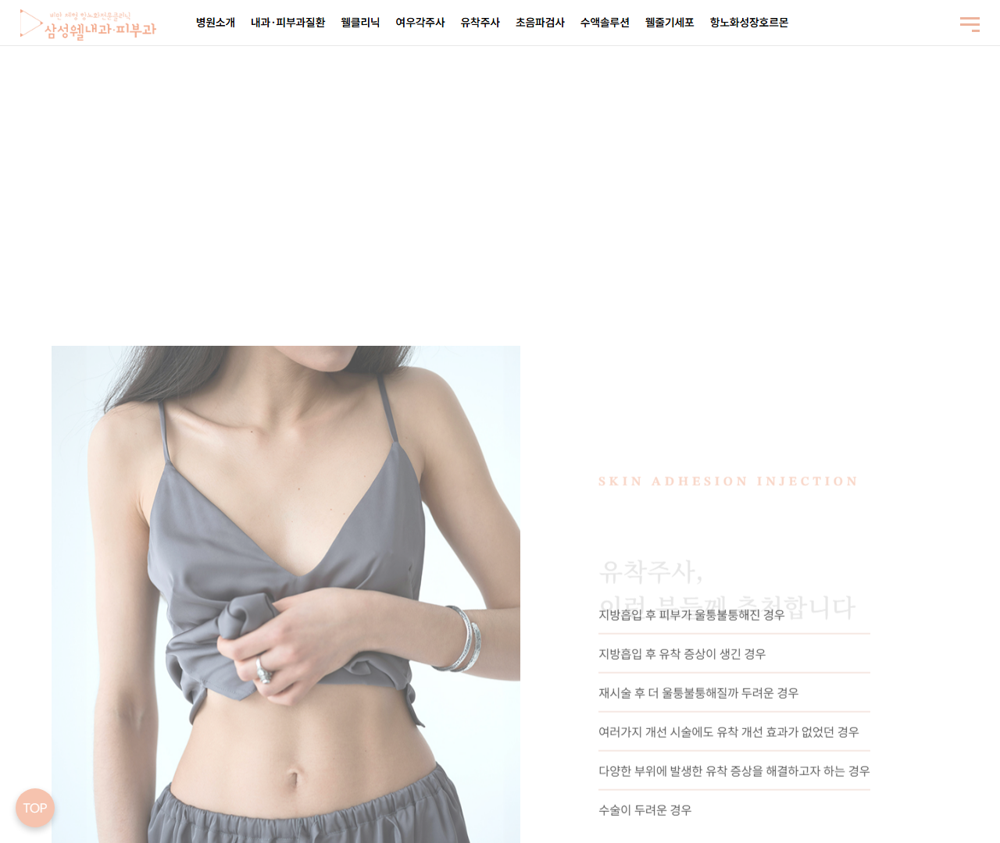 비만 체형 항노화전문클리닉
삼성웰내과·피부과
병원소개 내과·피부과질환 웰클리닉 여우각주사 유착주사 초음파검사 수액솔루션 웰줄기세포 항노화성장호르몬
SKIN ADHESION INJECTION
유착주사,
이런 분들께 추천합니다
지방흡입 후 피부가 울퉁불퉁해진 경우
지방흡입 후 유착 증상이 생긴 경우
재시술 후 더 울퉁불퉁해질까 두려운 경우
여러가지 개선 시술에도 유착 개선 효과가 없었던 경우
다양한 부위에 발생한 유착 증상을 해결하고자 하는 경우
수술이 두려운 경우
TOP